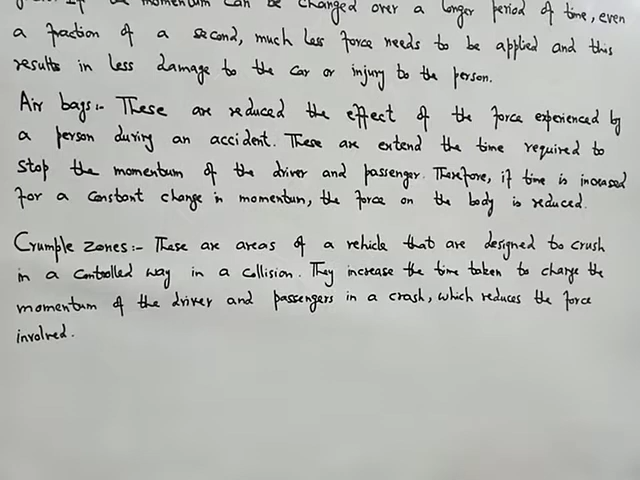 the momentum can be changed over a longer period of time, even
a fraction of a second, much less force needs to be applied and this
results in less damage to the car or injury to the person.
Air bags:- These are reduced the effect of the force experienced by
a person during an accident. These are extend the time required to
stop the momentum of the driver and passenger. Therefore, if time is increased
for a constant change in momentum, the force on the body is reduced.
Crumple zones:- These are areas of a vehicle that are designed to crush
in a controlled way in a collision. They increase the time taken to change the
momentum of the driver and passengers in a crash, which reduces the force
involved.